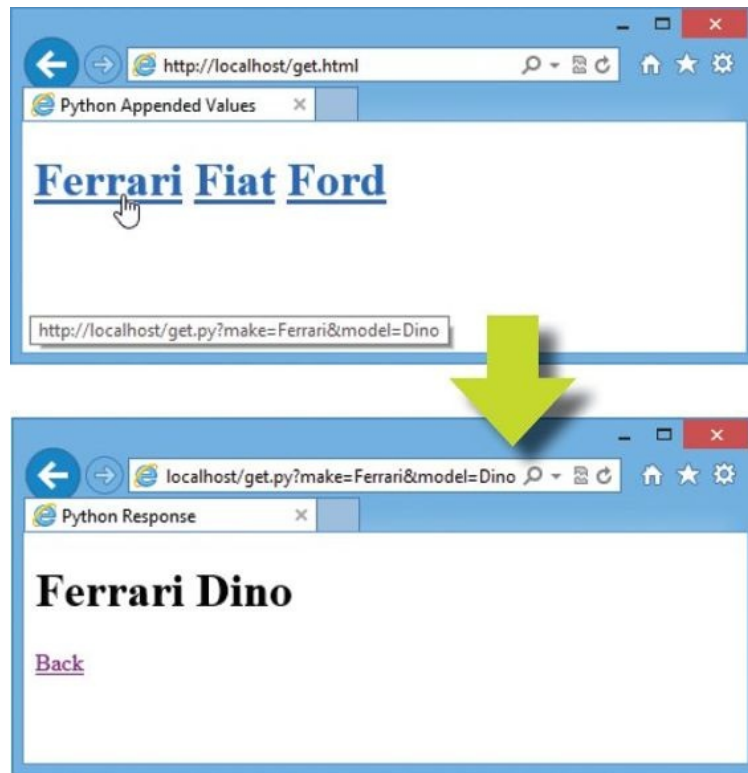 http://localhost/get.html
Python Appended Values
Ferrari Fiat Ford
http://localhost/get.py?make=Ferrari&model=Dino
localhost/get.py?make=Ferrari&model=Dino
Python Response
Ferrari Dino
Back